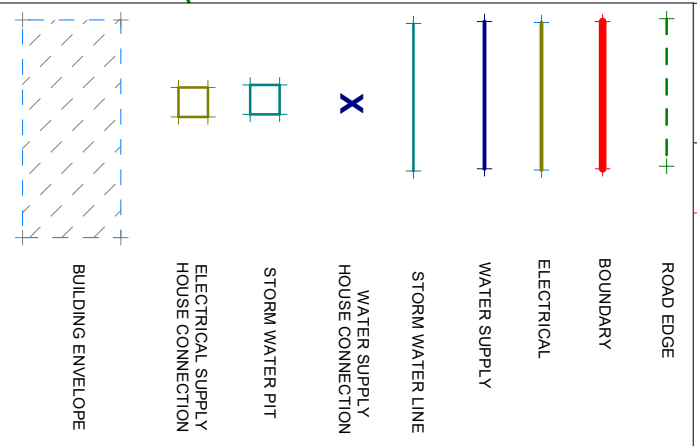 ROAD EDGE
BOUNDARY
ELECTRICAL
WATER SUPPLY
STORM WATER LINE
WATER SUPPLY
HOUSE CONNECTION
STORM WATER PIT
ELECTRICAL SUPPLY
HOUSE CONNECTION
BUILDING ENVELOPE